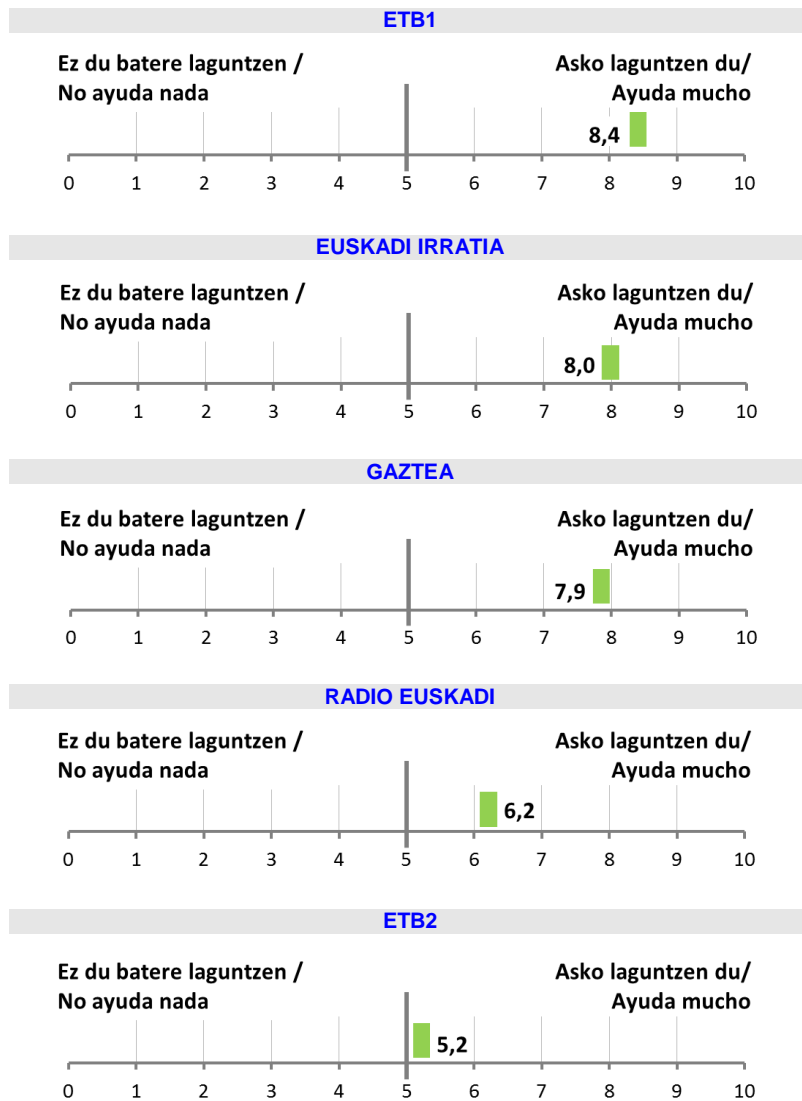 ETB1
Ez du batere laguntzen / Asko laguntzen du/
No ayuda nada Ayuda mucho
8,4
0 1 2 3 4 5 6 7 8 9 10
EUSKADI IRRATIA
Ez du batere laguntzen / Asko laguntzen du/
No ayuda nada Ayuda mucho
8,0
0 1 2 3 4 5 6 7 8 9 10
GAZTEA
Ez du batere laguntzen / Asko laguntzen du/
No ayuda nada Ayuda mucho
7,9
0 1 2 3 4 5 6 7 8 9 10
RADIO EUSKADI
Ez du batere laguntzen / Asko laguntzen du/
No ayuda nada Ayuda mucho
6,2
0 1 2 3 4 5 6 7 8 9 10
ETB2
Ez du batere laguntzen / Asko laguntzen du/
No ayuda nada Ayuda mucho
5,2
0 1 2 3 4 5 6 7 8 9 10